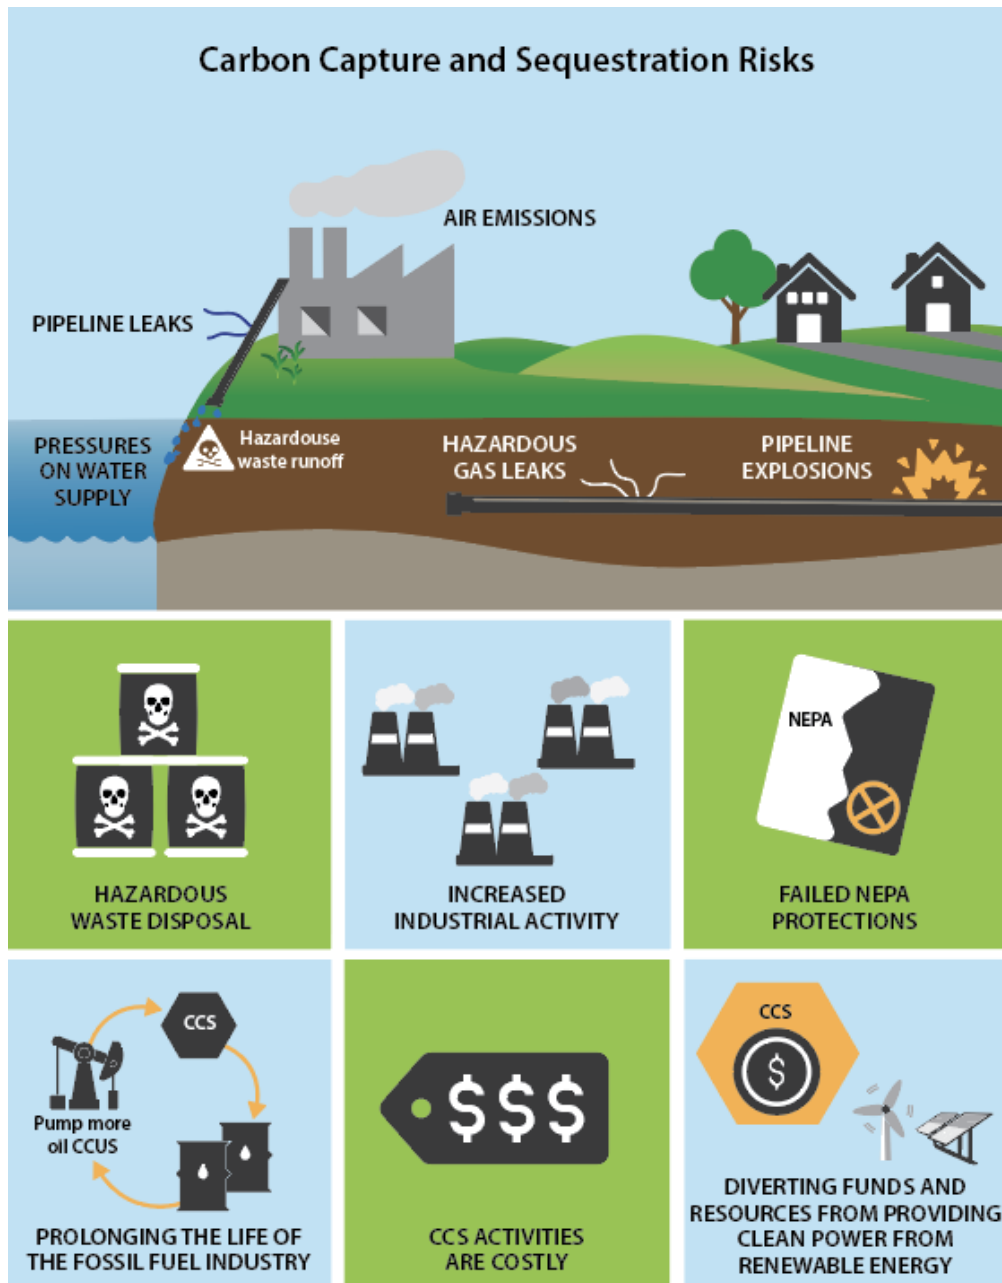 Carbon Capture and Sequestration Risks
AIR EMISSIONS
PIPELINE LEAKS
PRESSURES
ON WATER
SUPPLY
Hazardouse
waste runoff
HAZARDOUS
GAS LEAKS
PIPELINE
EXPLOSIONS
HAZARDOUS
WASTE DISPOSAL
INCREASED
INDUSTRIAL ACTIVITY
NEPA
FAILED NEPA
PROTECTIONS
CCS
Pump more
oil CCUS
PROLONGING THE LIFE OF
THE FOSSIL FUEL INDUSTRY
$$$
CCS ACTIVITIES
ARE COSTLY
CCS
$
DIVERTING FUNDS AND
RESOURCES FROM PROVIDING
CLEAN POWER FROM
RENEWABLE ENERGY